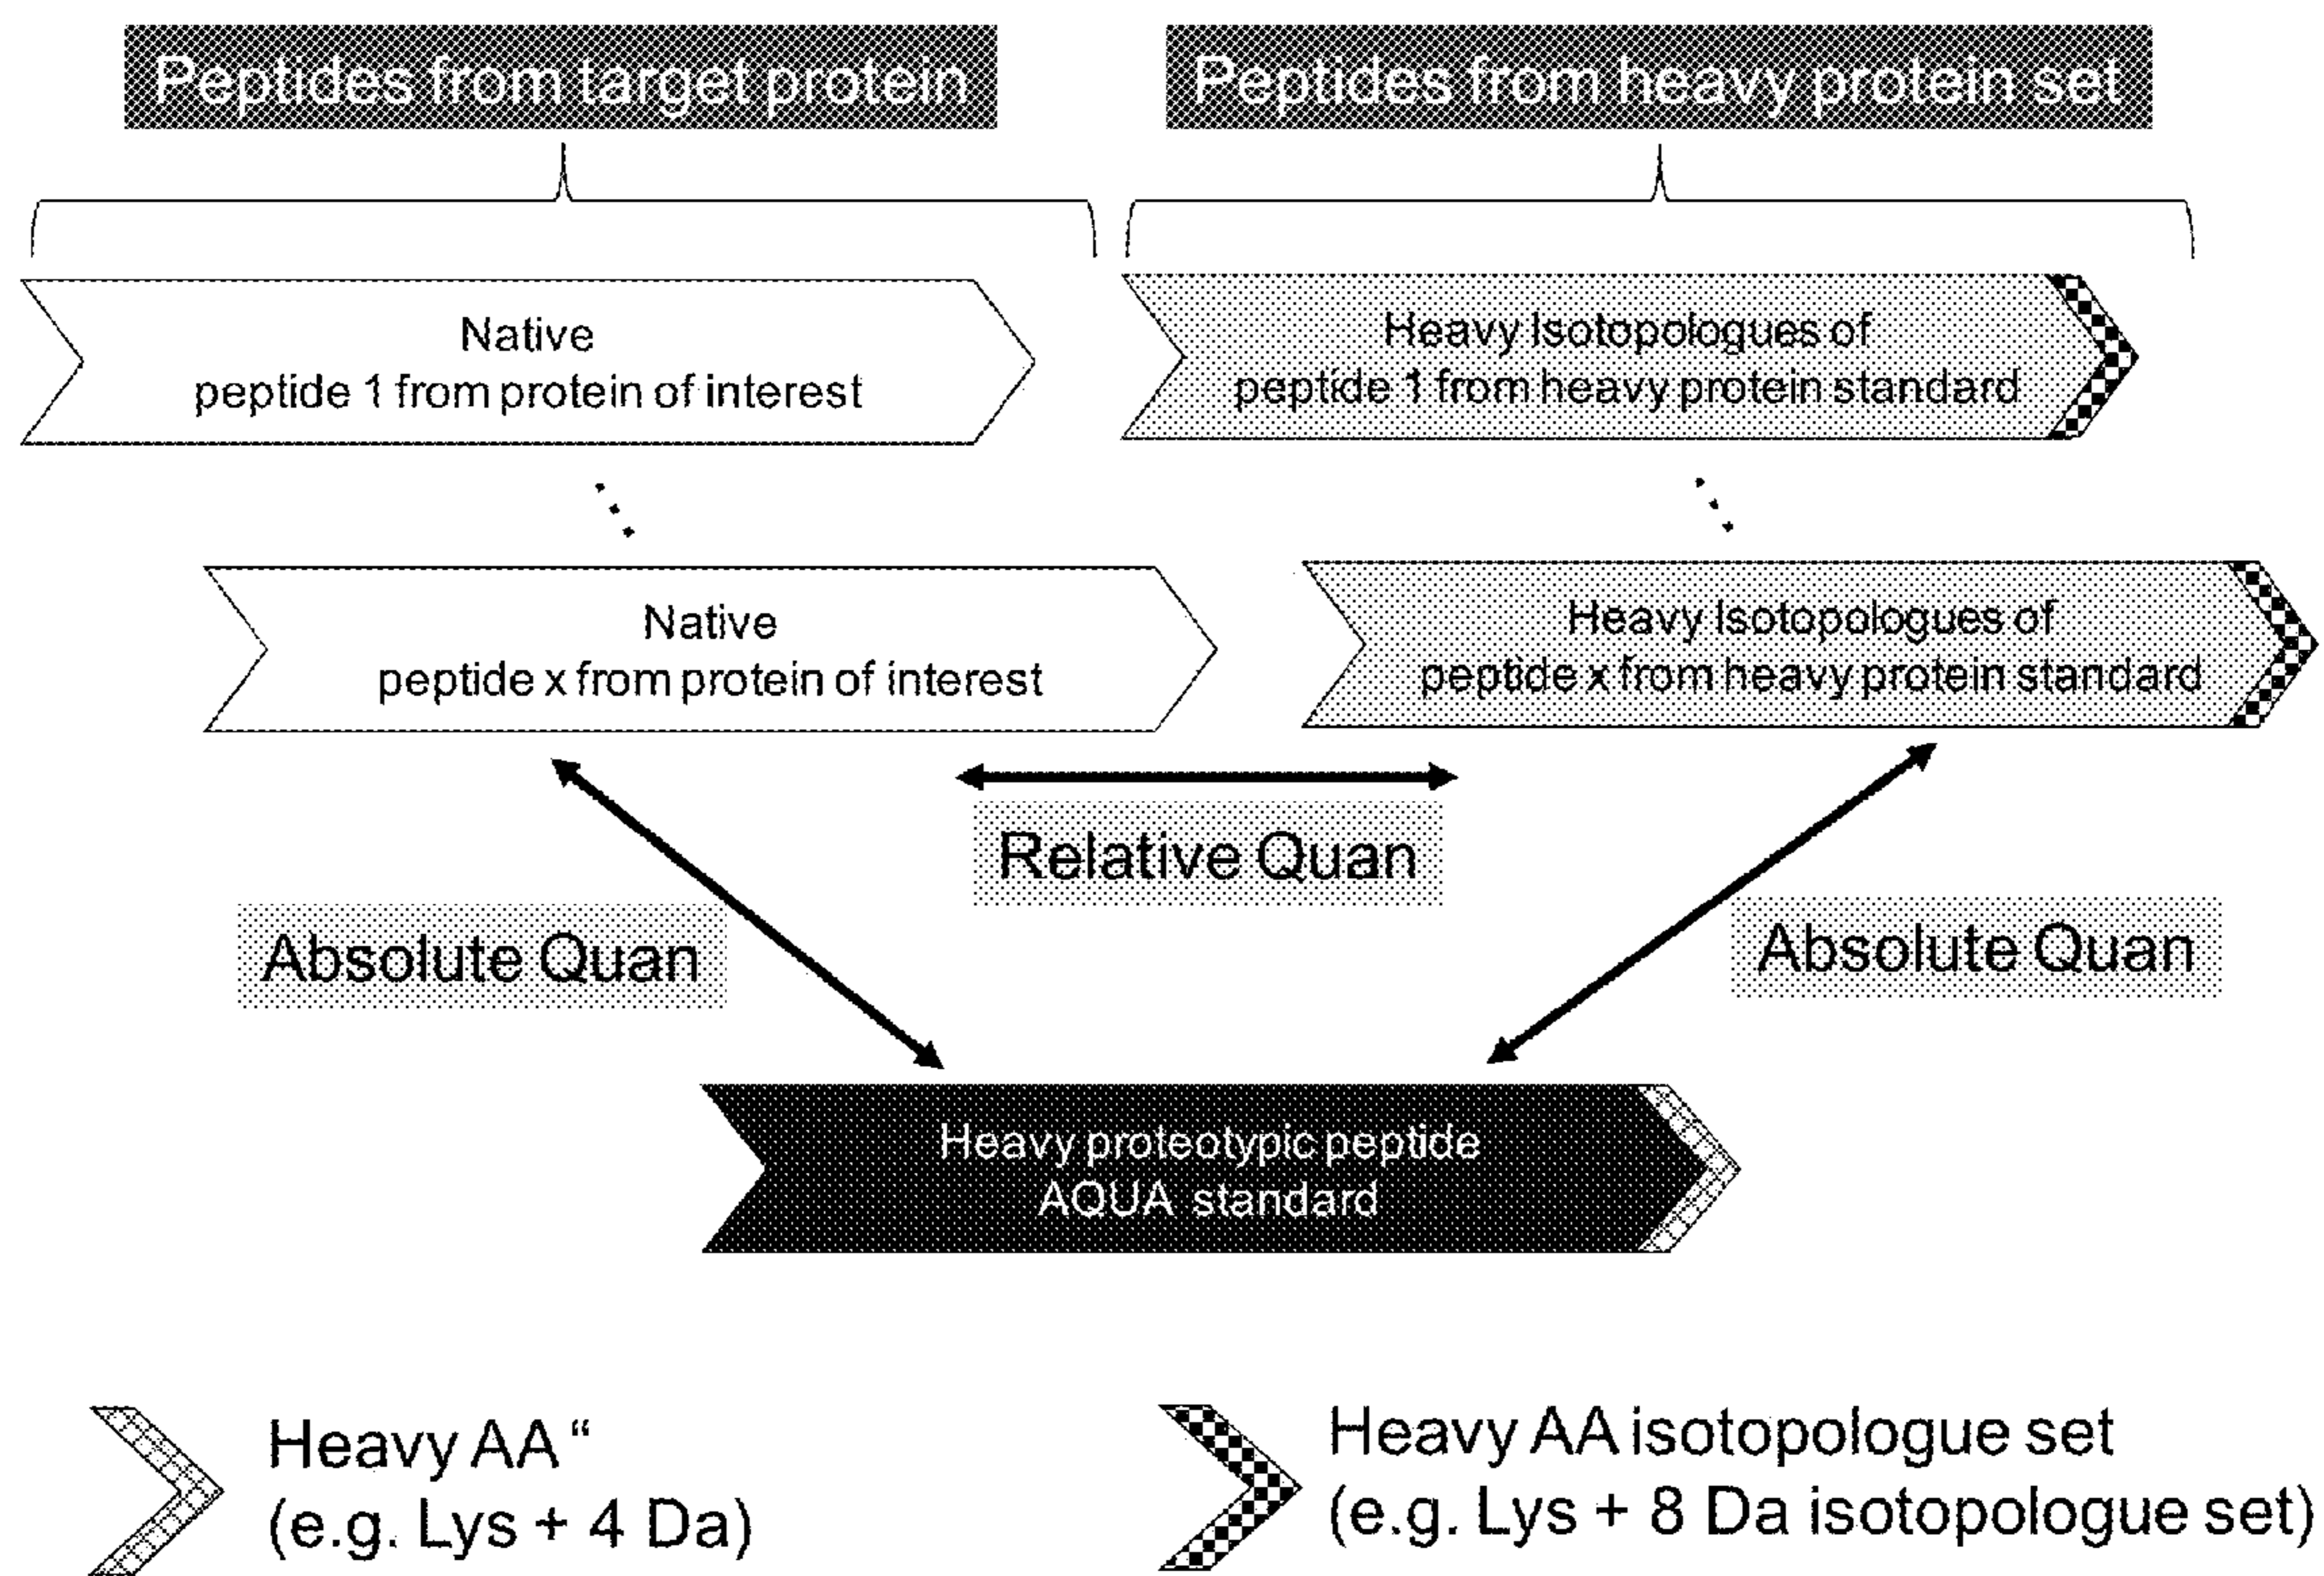 Peptides from target protein
Peptides from heavy protein set
Native
peptide 1 from protein of interest
Heavy Isotopologues of
peptide 1 from heavy protein standard
Native
peptide x from protein of interest
Heavy Isotopologues of
peptide x from heavy protein standard
Relative Quan
Absolute Quan
Absolute Quan
Heavy proteotypic peptide
AQUA standard
Heavy AA “
(e.g. Lys + 4 Da)
Heavy AA isotopologue set
(e.g. Lys + 8 Da isotopologue set)